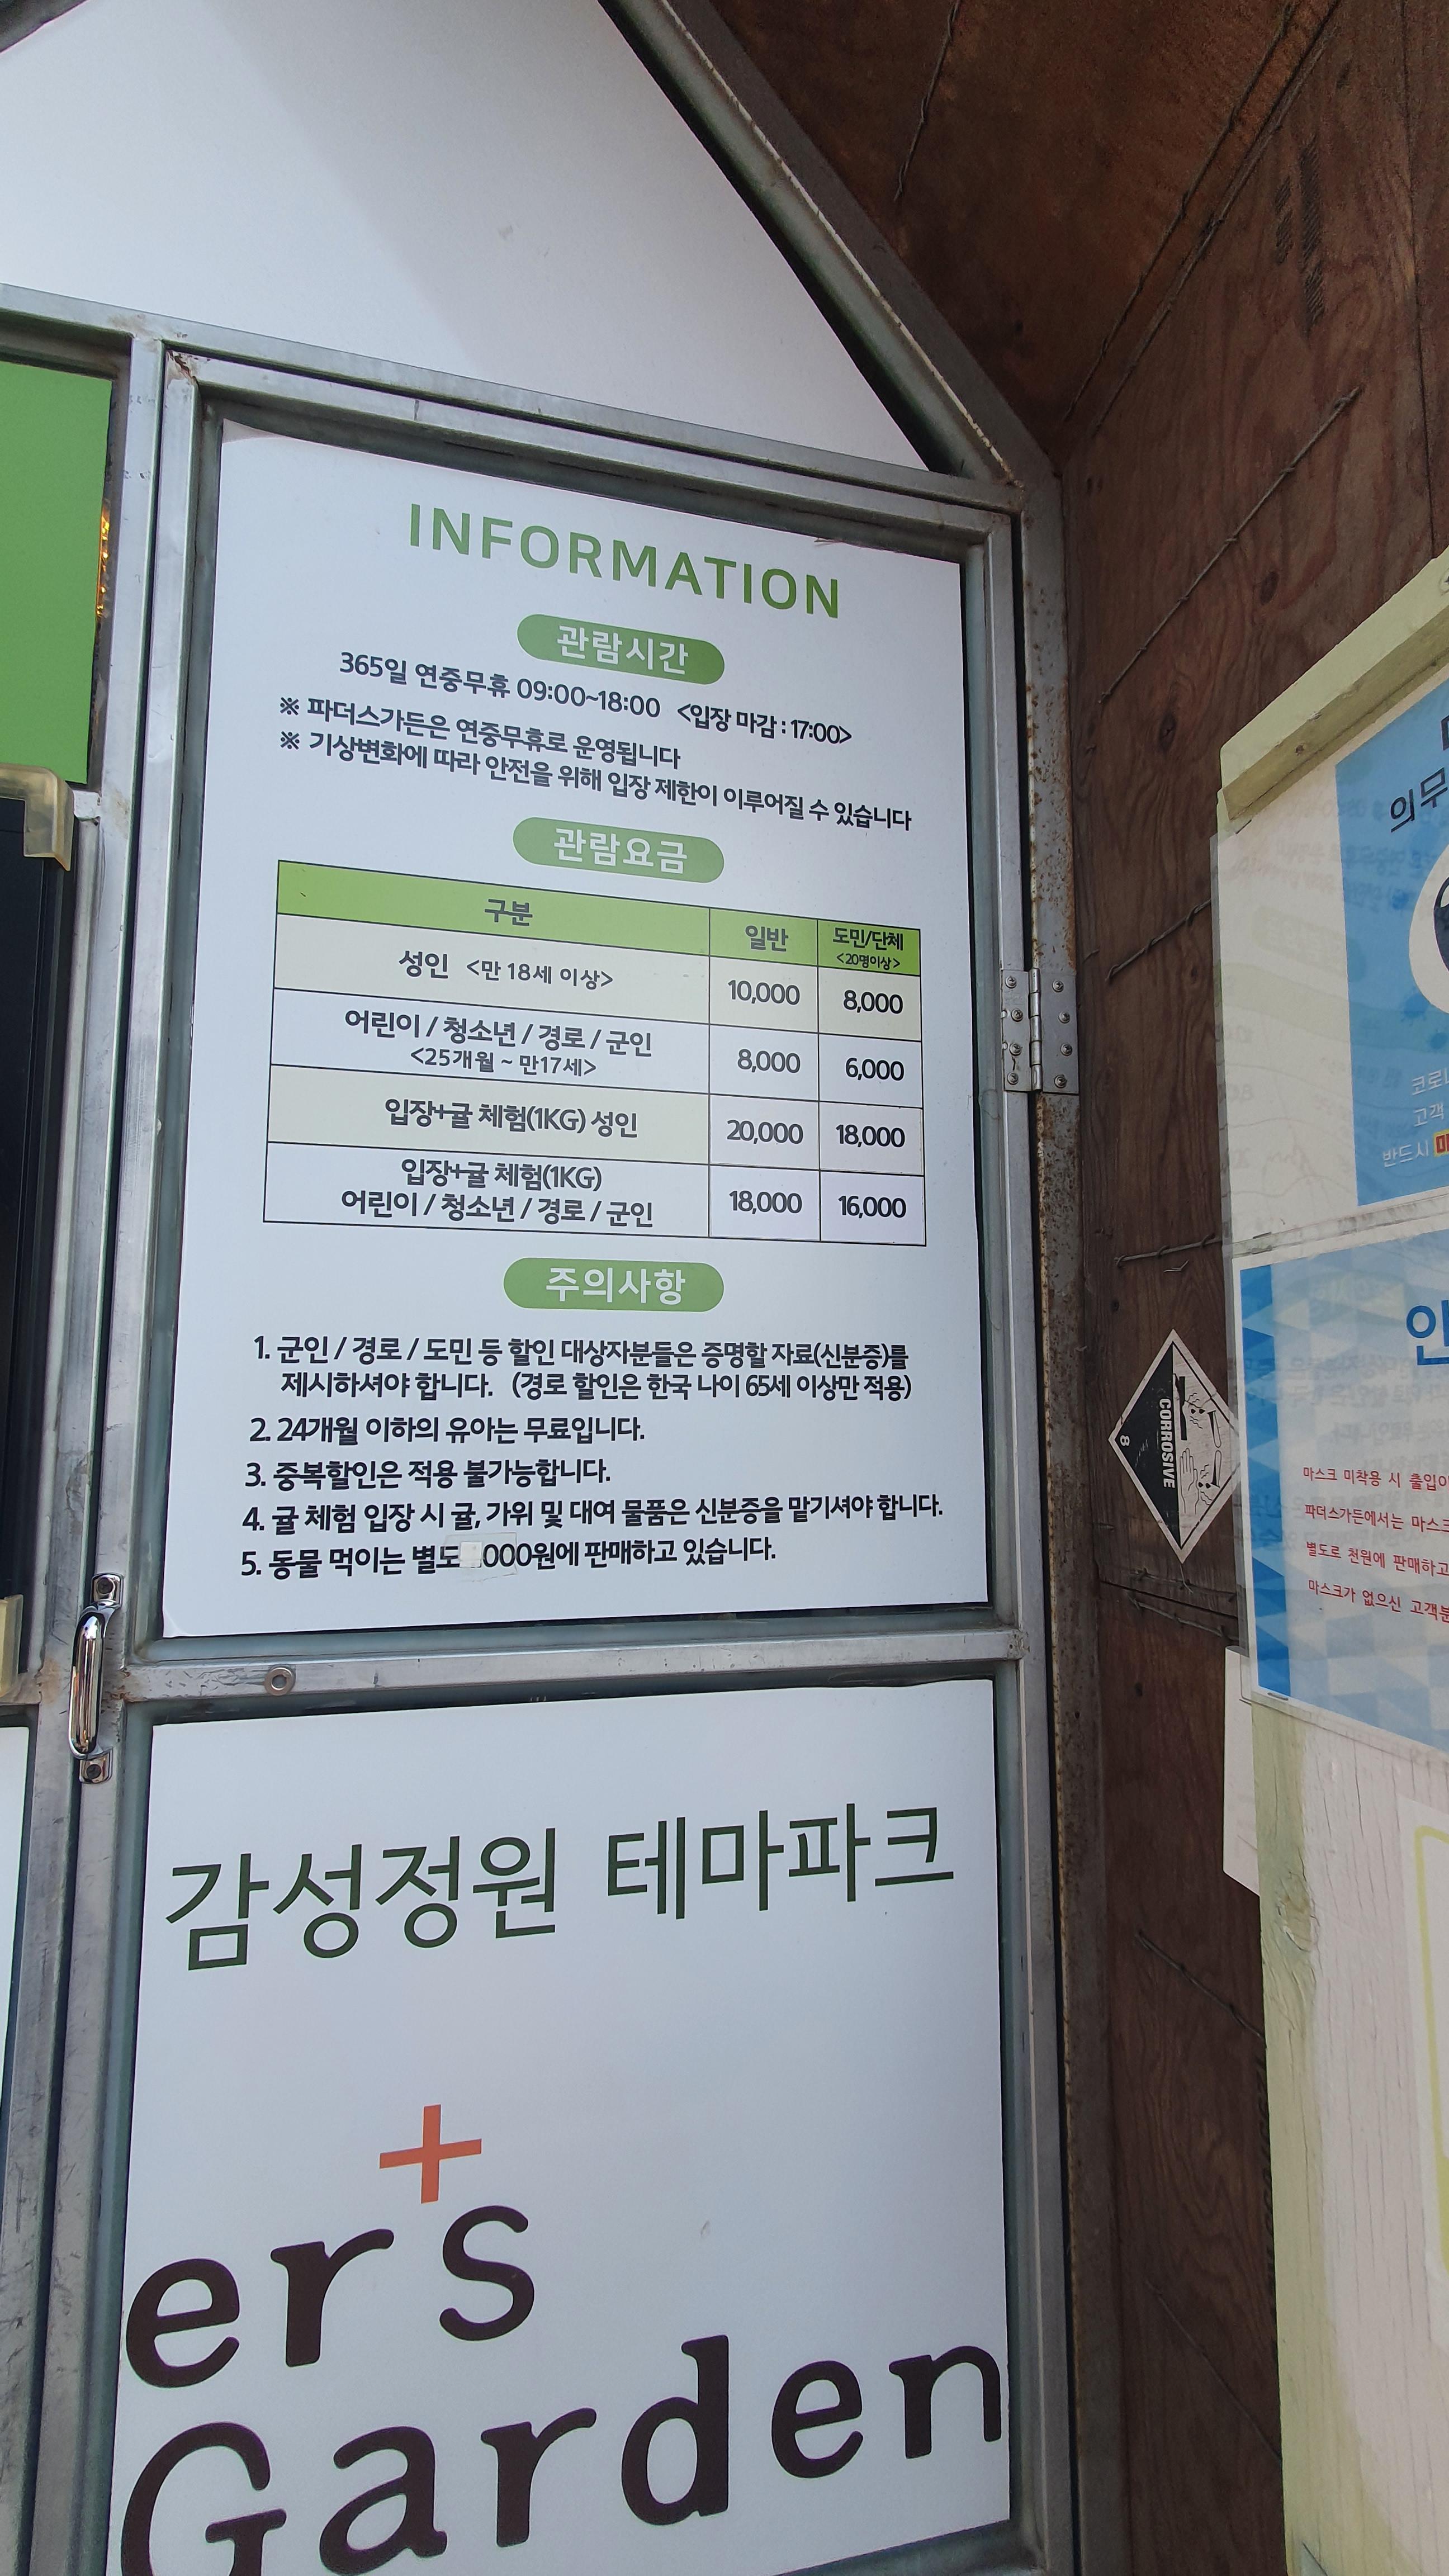 INFORMATION
관람시간
365일 연중무휴 09:00~18:00 <입장 마감 : 17:00>
※ 파더스가든은 연중무휴로 운영됩니다
※ 기상변화에 따라 안전을 위해 입장 제한이 이루어질 수 있습니다
관람요금
구분 일반 도민/단체
<20명이상>
성인 <만 18세 이상> 10,000 8,000
어린이 / 청소년 / 경로 / 군인
<25개월 ~ 만17세> 8,000 6,000
입장+귤 체험(1KG) 성인 20,000 18,000
입장+귤 체험(1KG)
어린이 / 청소년 / 경로 / 군인 18,000 16,000
주의사항
1. 군인 / 경로 / 도민 등 할인 대상자분들은 증명할 자료(신분증)를
제시하셔야 합니다. (경로 할인은 한국 나이 65세 이상만 적용)
2. 24개월 이하의 유아는 무료입니다.
3. 중복할인은 적용 불가능합니다.
4. 귤 체험 입장 시 귤, 가위 및 대여 물품은 신분증을 맡기셔야 합니다.
5. 동물 먹이는 별도 ,000원에 판매하고 있습니다.
감성정원 테마파크
+
ers
Garden
CORROSIVE
8
의무
고객
반드시
마스크 미착용 시 출입이
파더스가든에서는 마스크
별도로 천원에 판매하고
마스크가 없으신 고객분